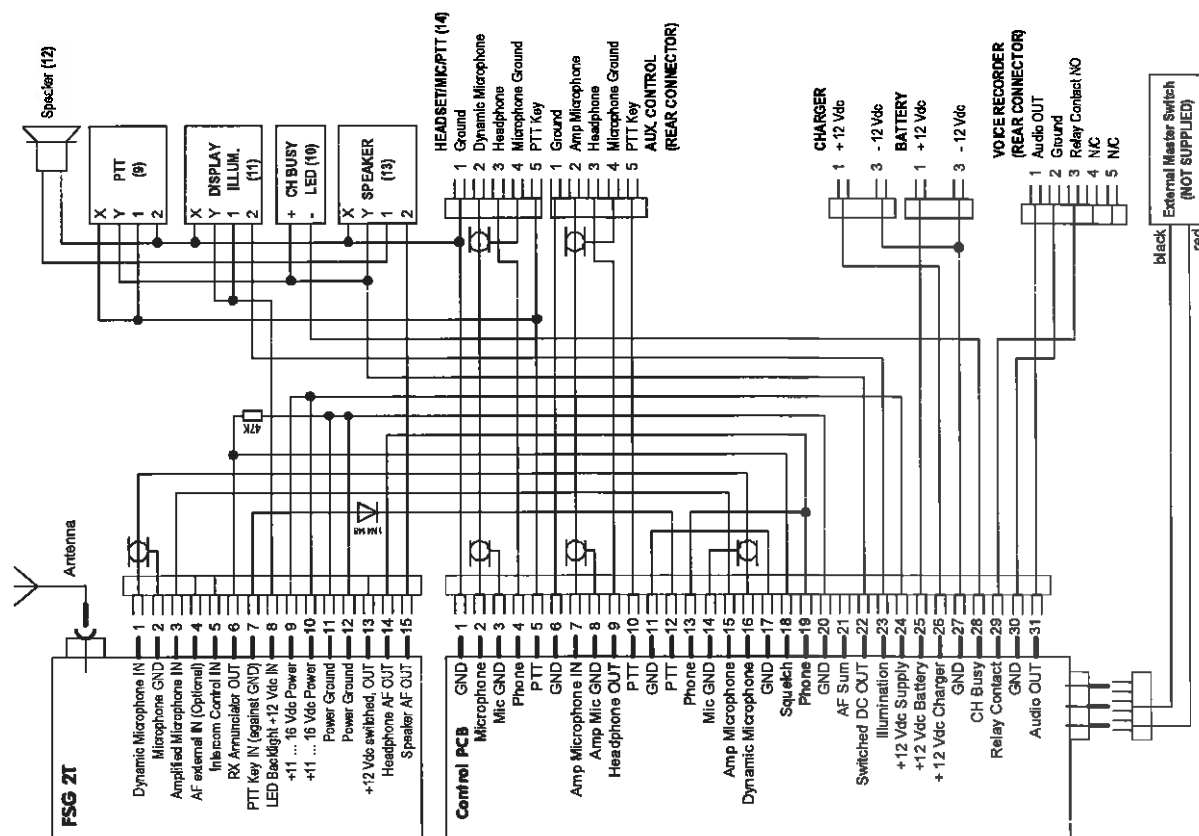 Speaker (12)
PTT
(9)
X
Y
1
2
DISPLAY
ILLUM.
(11)
X
Y
1
2
CH BUSY
LED (10)
+
-
SPEAKER
(13)
X
Y
1
2
HEADSET/MIC/PTT (14)
1 Ground
2 Dynamic Microphone
3 Headphone
4 Microphone Ground
5 PTT Key
1 Ground
2 Amp Microphone
3 Headphone
4 Microphone Ground
5 PTT Key
AUX. CONTROL
(REAR CONNECTOR)
CHARGER
1 + 12 Vdc
3 - 12Vdc
BATTERY
1 + 12 Vdc
3 - 12Vdc
VOICE RECORDER
(REAR CONNECTOR)
1 Audio OUT
2 Ground
3 Relay Contact NO
4 N/C
5 N/C
External Master Switch
(NOT SUPPLIED)
black
red
47K
1N4148
Antenna
FSG 2T
Dynamic Microphone IN 1
Microphone GND 2
Amplified Microphone IN 3
AF external IN (Optional) 4
Intercom Control IN 5
RX Annunciator OUT 6
PTT Key IN (against GND) 7
LED Backlight +12 Vdc IN 8
+11 ... 16 Vdc Power 9
+11 ... 16 Vdc Power 10
Power Ground 11
Power Ground 12
+12 Vdc switched, OUT 13
Headphone AF OUT 14
Speaker AF OUT 15
Control PCB
GND 1
Microphone 2
Mic GND 3
Phone 4
PTT 5
GND 6
Amp Microphone IN 7
Amp Mic GND 8
Headphone OUT 9
PTT 10
GND 11
PTT 12
Phone 13
Mic GND 14
Amp Microphone 15
Dynamic Microphone 16
GND 17
Squelch 18
Phone 19
GND 20
AF Sum 21
Switched DC OUT 22
Illumination 23
+12 Vdc Supply 24
+12 Vdc Battery 25
+ 12 Vdc Charger 26
GND 27
CH Busy 28
Relay Contact 29
GND 30
Audio OUT 31